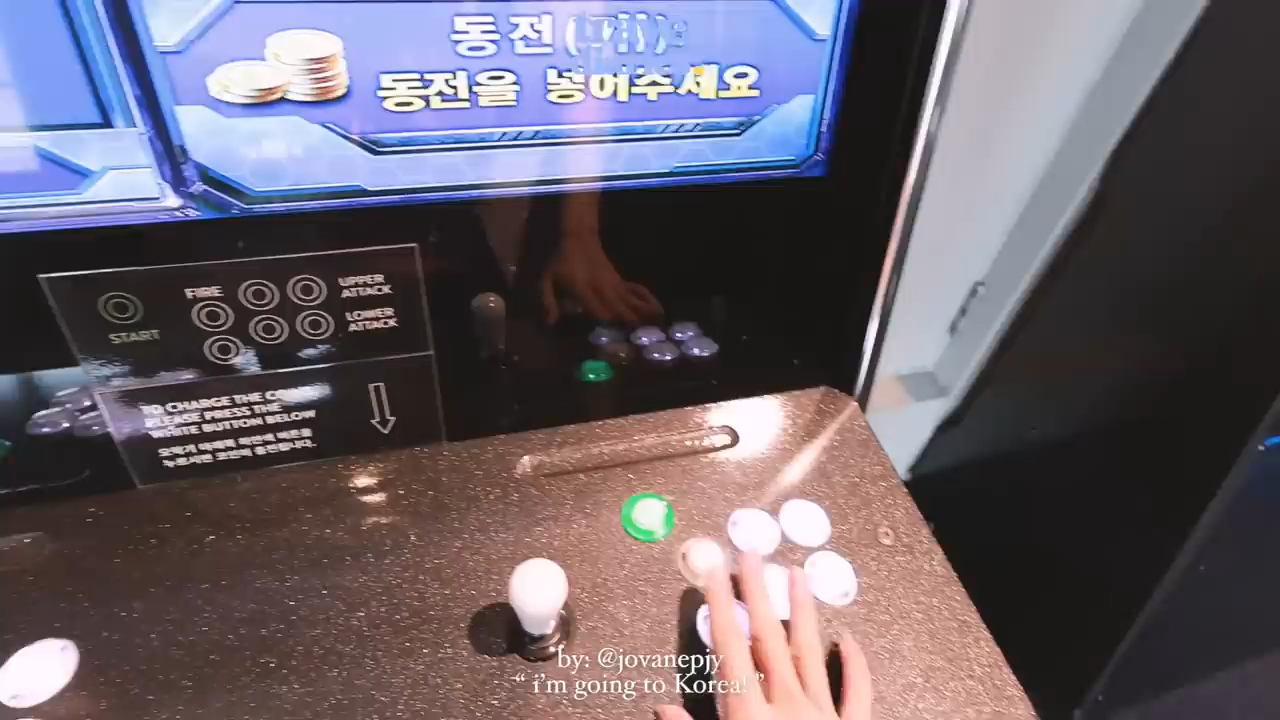 동전
동전을 넣어주세요
FIRE
UPPER
ATTACK
START
LOWER
ATTACK
TO CHARGE THE
PLEASE PRESS THE
WHITE BUTTON BELOW
by: @jovanepjy
“ i’m going to Korea! ”